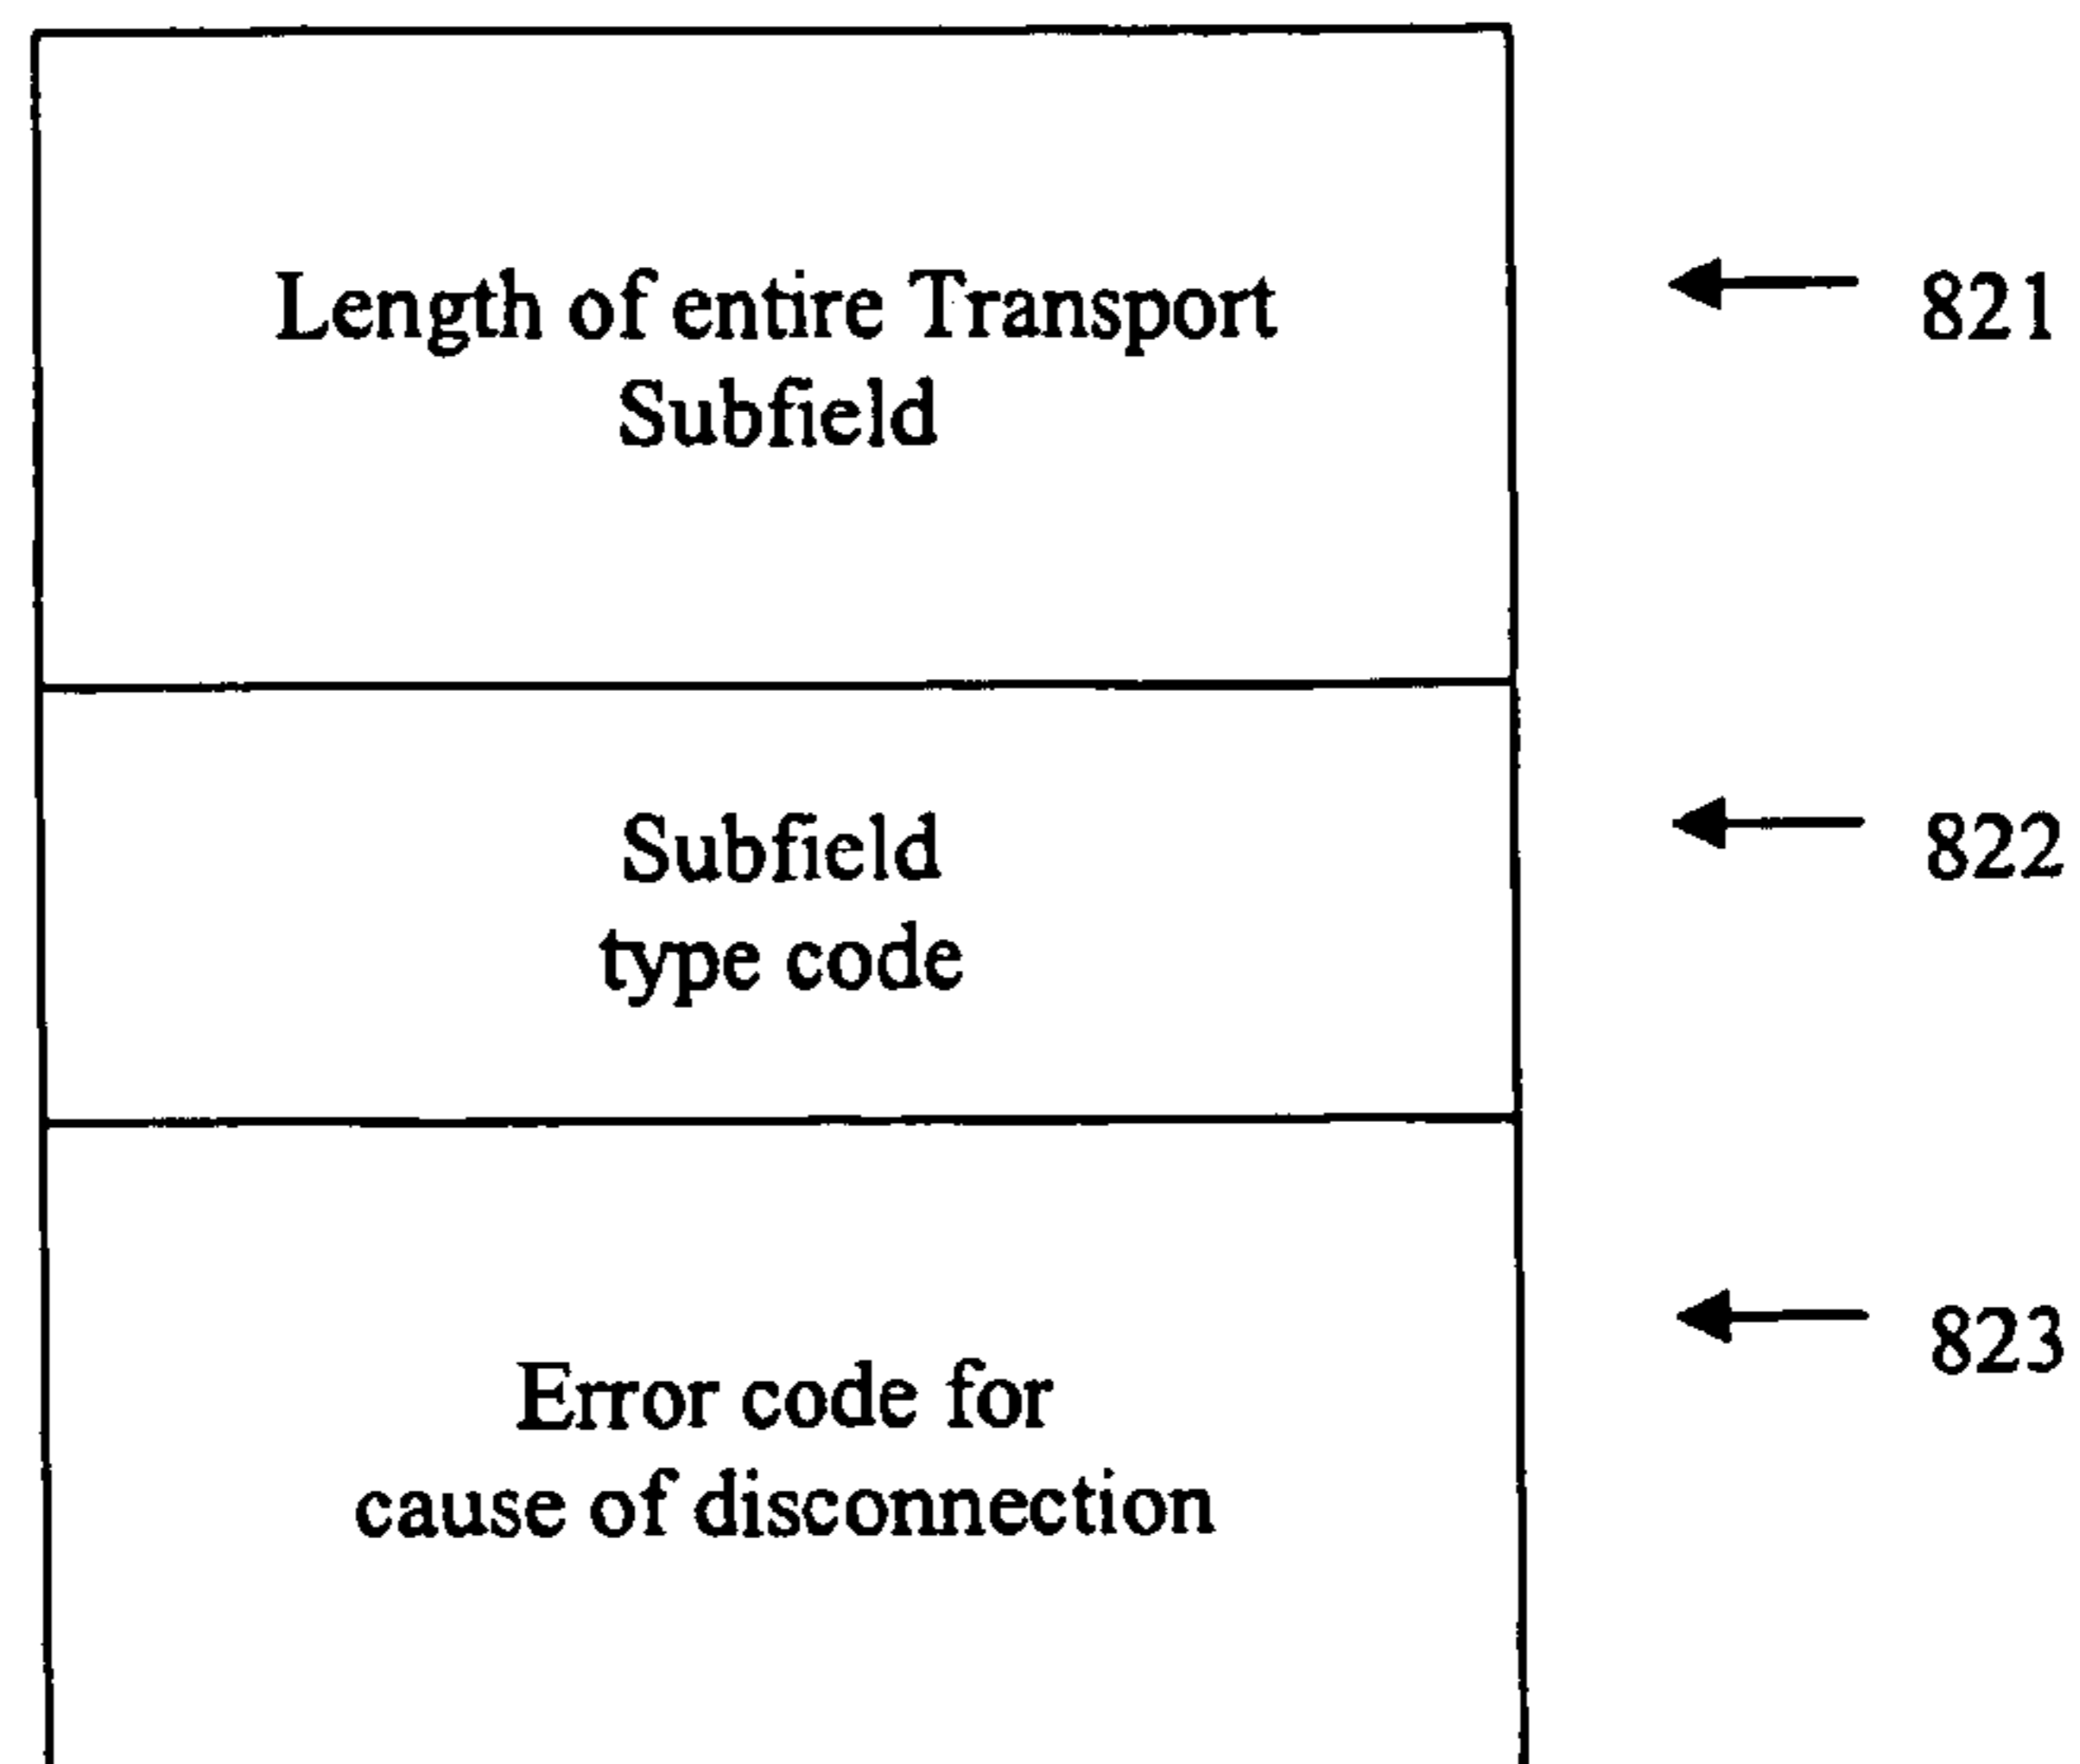 Length of entire Transport
Subfield
821
Subfield
type code
822
Error code for
cause of disconnection
823